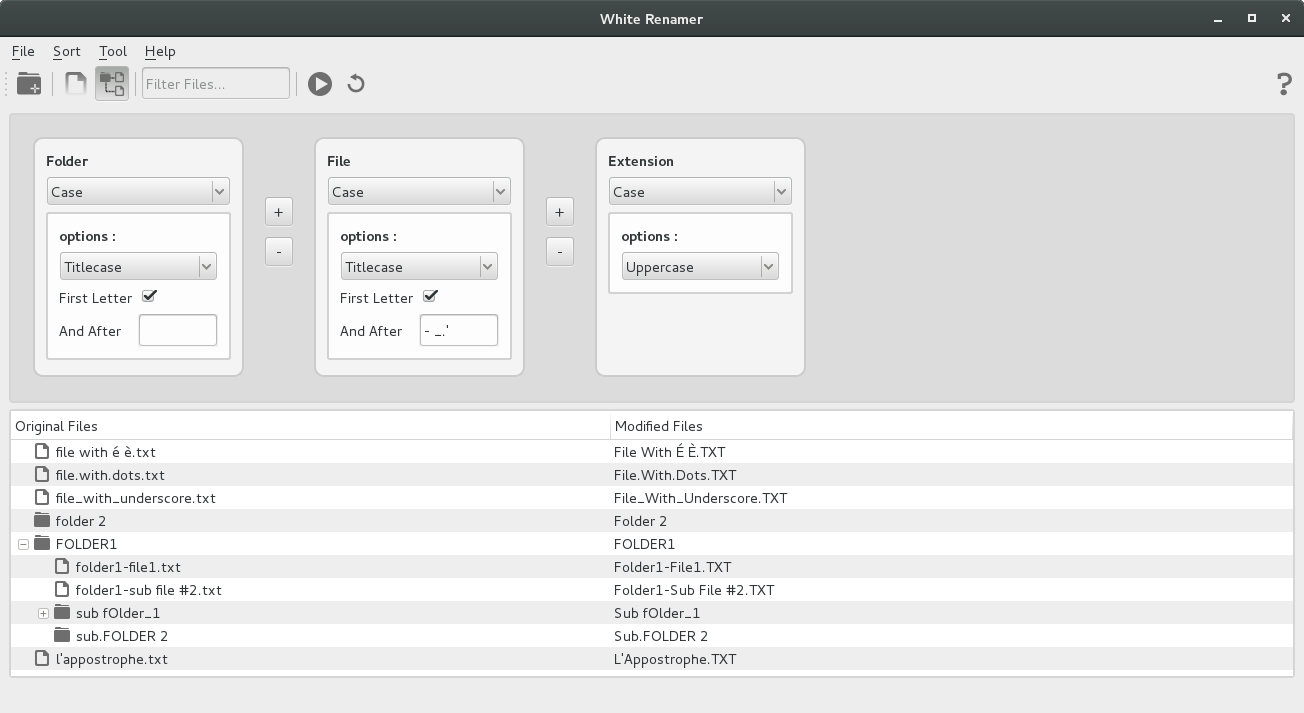 White Renamer
File Sort Tool Help
Filter Files...
?
Folder File Extension
Case Case Case
+ +
options : options : options :
- -
Titlecase Titlecase Uppercase
First Letter First Letter
And After And After - _.'
Original Files Modified Files
file with é è.txt File With É È.TXT
file.with.dots.txt File.With.Dots.TXT
file_with_underscore.txt File_With_Underscore.TXT
folder 2 Folder 2
FOLDER1 FOLDER1
folder1-file1.txt Folder1-File1.TXT
folder1-sub file #2.txt Folder1-Sub File #2.TXT
sub fOlder_1 Sub fOlder_1
sub.FOLDER 2 Sub.FOLDER 2
l'appostrophe.txt L'Appostrophe.TXT